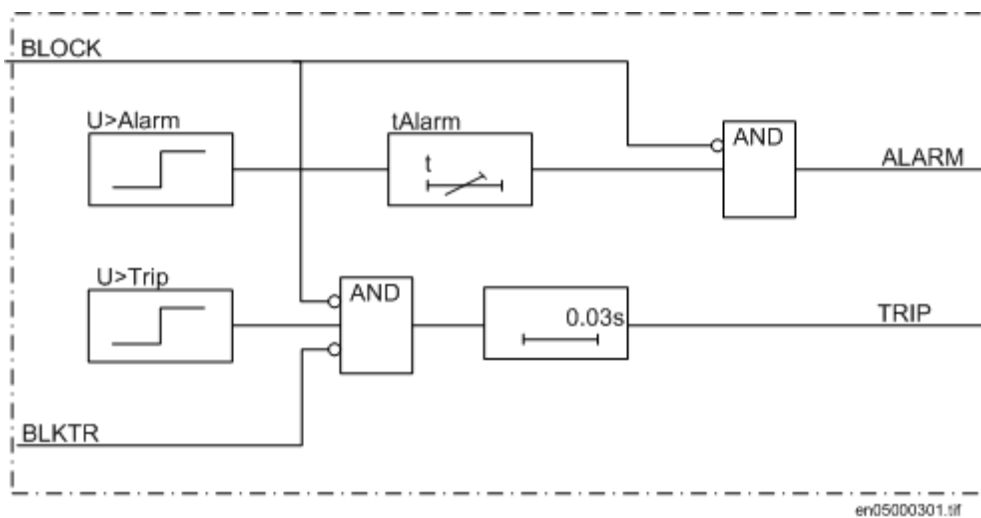 BLOCK
U>Alarm
tAlarm
t
AND
ALARM
U>Trip
AND
0.03s
TRIP
BLKTR
en05000301.tif